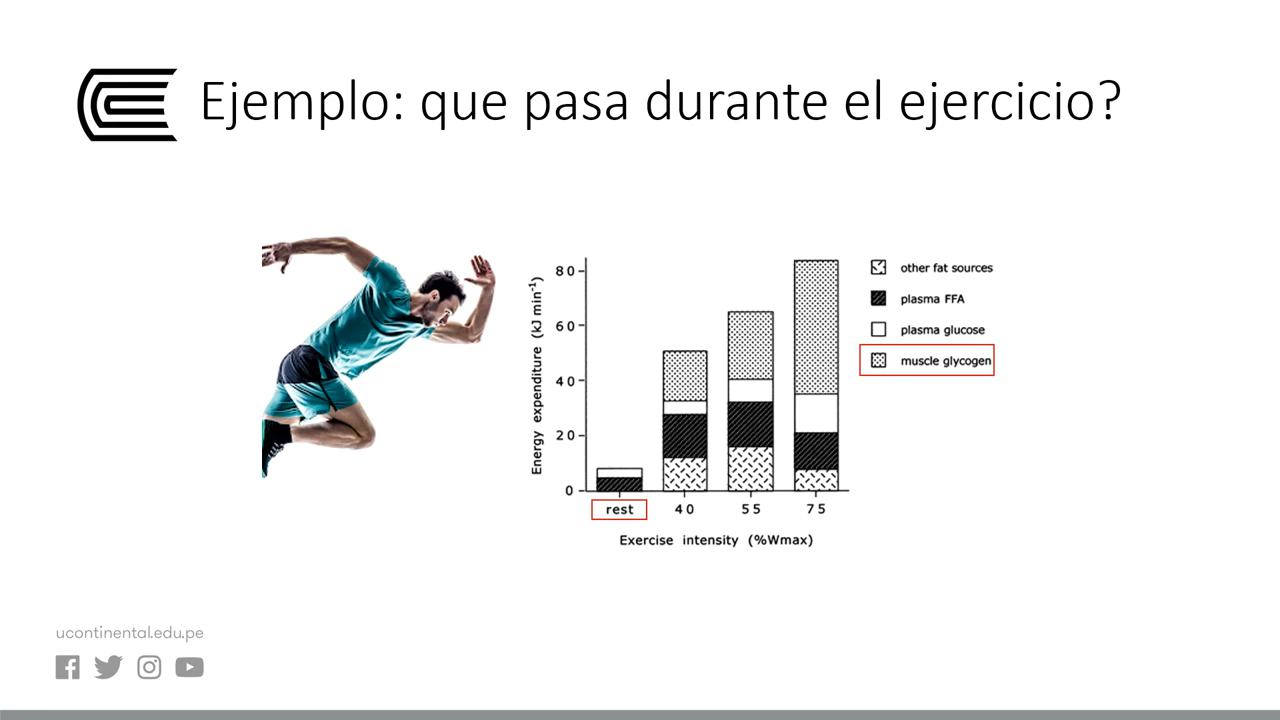 Ejemplo: que pasa durante el ejercicio?
Energy expenditure (kJ min-1)
80
60
40
20
0
rest
40
55
75
Exercise intensity (%Wmax)
other fat sources
plasma FFA
plasma glucose
muscle glycogen
ucontinental.edu.pe